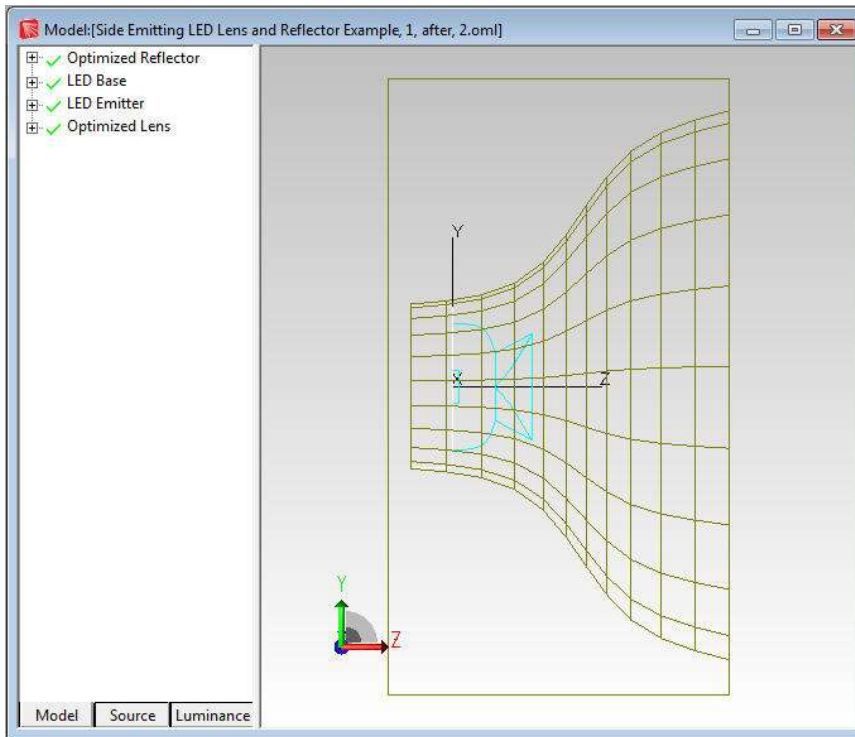 Model:[Side Emitting LED Lens and Reflector Example, 1, after, 2.oml]
Optimized Reflector
LED Base
LED Emitter
Optimized Lens
Y
X
Z
Y
Z
Model
Source
Luminance